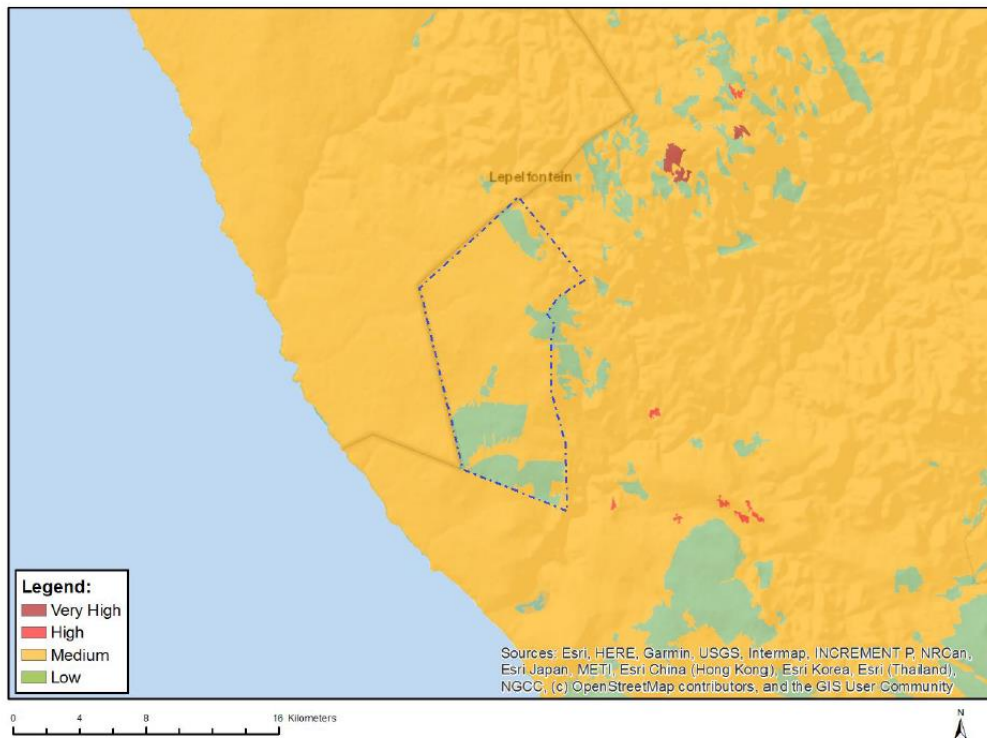 Lepelfontein
Legend:
Very High
High
Medium
Low
Sources: Esri, HERE, Garmin, USGS, Intermap, INCREMENT P, NRCan,
Esri Japan, METI, Esri China (Hong Kong), Esri Korea, Esri (Thailand),
NGCC, (c) OpenStreetMap contributors, and the GIS User Community
0 4 8 16 Kilometers
N